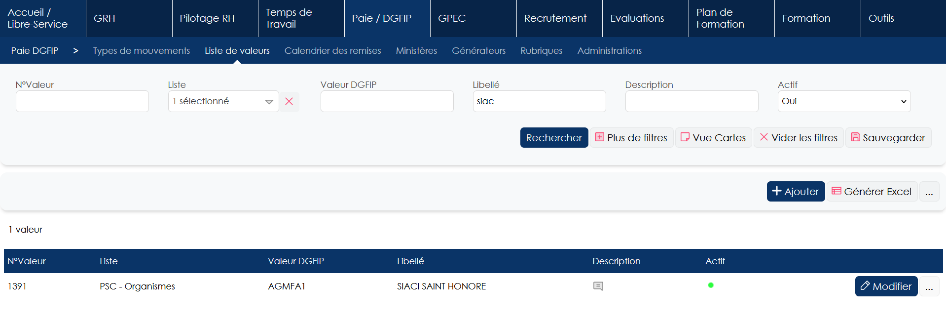 Accueil / Libre Service
GRH
Pilotage RH
Temps de Travail
Paie / DGFIP
GPEC
Recrutement
Evaluations
Plan de Formation
Formation
Outils
Paie DGFIP > Types de mouvements Liste de valeurs Calendrier des remises Ministères Générateurs Rubriques Administrations
N°Valeur Liste Valeur DGFIP Libellé Description Actif
1 sélectionné siac Oui
Rechercher Plus de filtres Vue Cartes Vider les filtres Sauvegarder
Ajouter Générer Excel ...
1 valeur
N°Valeur Liste Valeur DGFIP Libellé Description Actif
1391 PSC - Organismes AGMFA1 SIACI SAINT HONORE Modifier ...